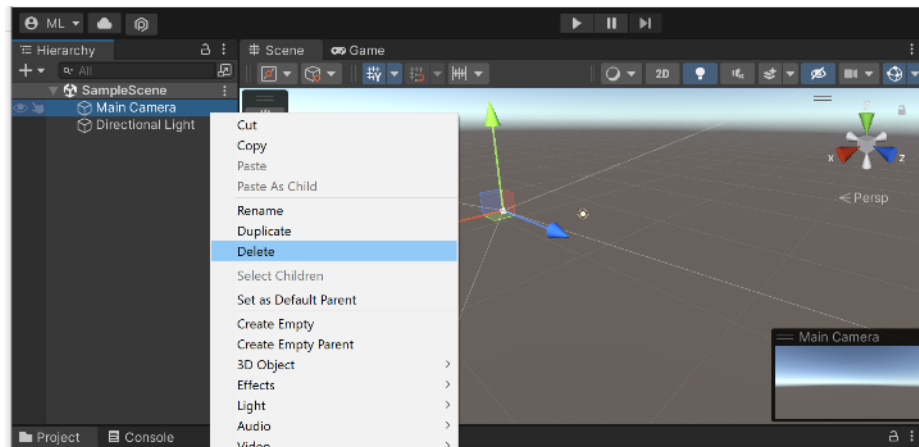 ML
Hierarchy
Scene
Game
All
2D
SampleScene
Main Camera
Directional Light
Cut
Copy
Paste
Paste As Child
Rename
Duplicate
Delete
Select Children
Set as Default Parent
Create Empty
Create Empty Parent
3D Object
Effects
Light
Audio
Video
x
z
Persp
Main Camera
Project
Console